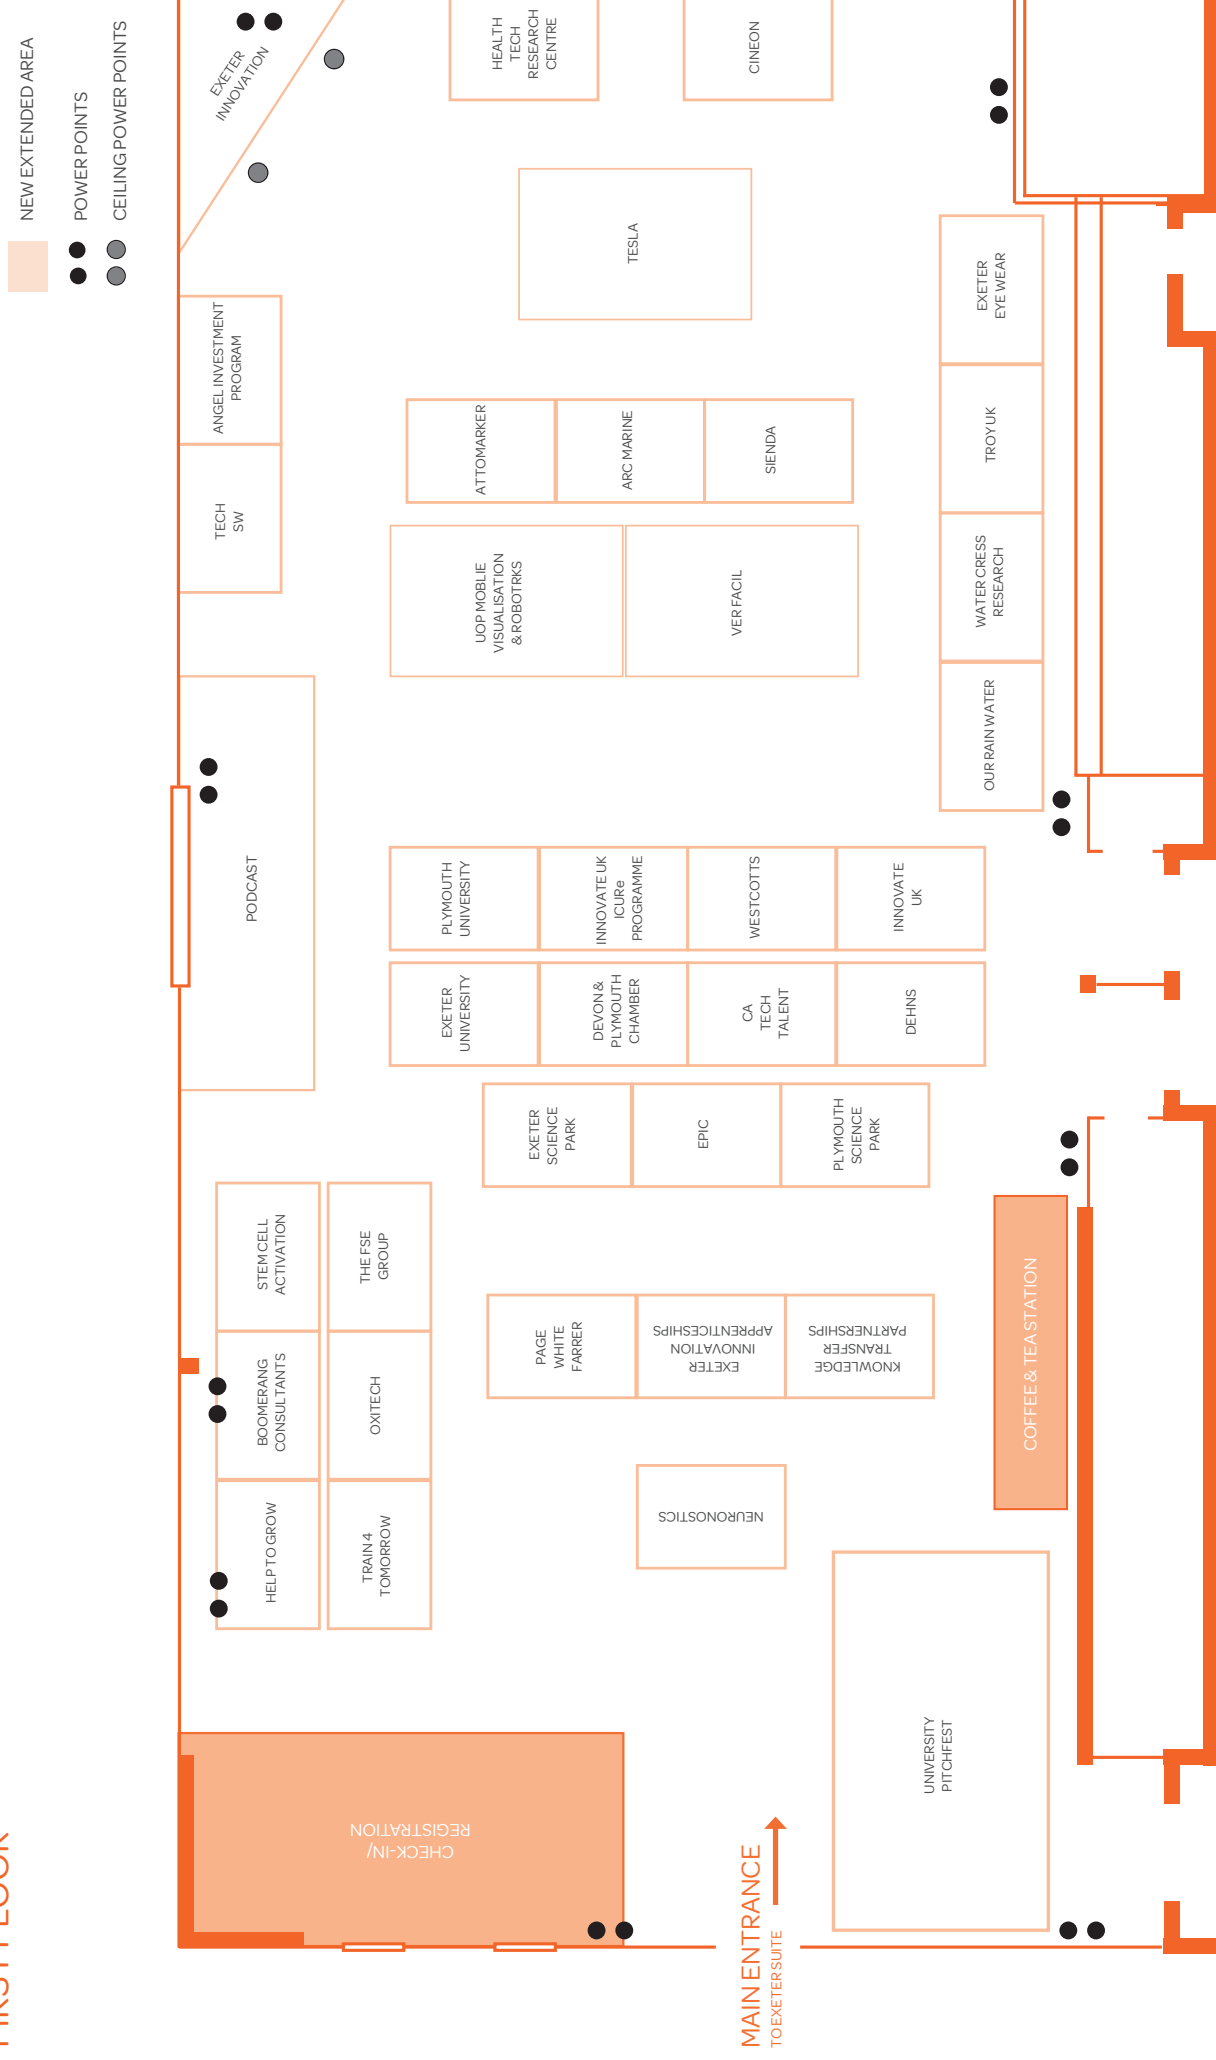 FIRST FLOOR
NEW EXTENDED AREA
POWER POINTS
CEILING POWER POINTS
EXETER
INNOVATION
HEALTH
TECH
RESEARCH
CENTRE
CINEON
TESLA
ANGEL INVESTMENT
PROGRAM
TECH
SW
ATTOMARKER
ARC MARINE
SIENDA
EXETER
EYE WEAR
TROY UK
WATER CRESS
RESEARCH
OUR RAIN WATER
UOP MOBLIE
VISUALISATION
& ROBOTRKS
VER FACIL
PODCAST
PLYMOUTH
UNIVERSITY
INNOVATE UK
ICURe
PROGRAMME
WESTCOTTS
INNOVATE
UK
EXETER
UNIVERSITY
DEVON &
PLYMOUTH
CHAMBER
CA
TECH
TALENT
DEHNS
EXETER
SCIENCE
PARK
EPIC
PLYMOUTH
SCIENCE
PARK
STEM CELL
ACTIVATION
THE FSE
GROUP
BOOMERANG
CONSULTANTS
OXITECH
HELP TO GROW
TRAIN 4
TOMORROW
PAGE
WHITE
FARRER
EXETER
INNOVATION
APPRENTICESHIPS
KNOWLEDGE
TRANSFER
PARTNERSHIPS
COFFEE & TEA STATION
NEURONOSTICS
UNIVERSITY
PITCHFEST
CHECK-IN/
REGISTRATION
MAIN ENTRANCE
TO EXETER SUITE